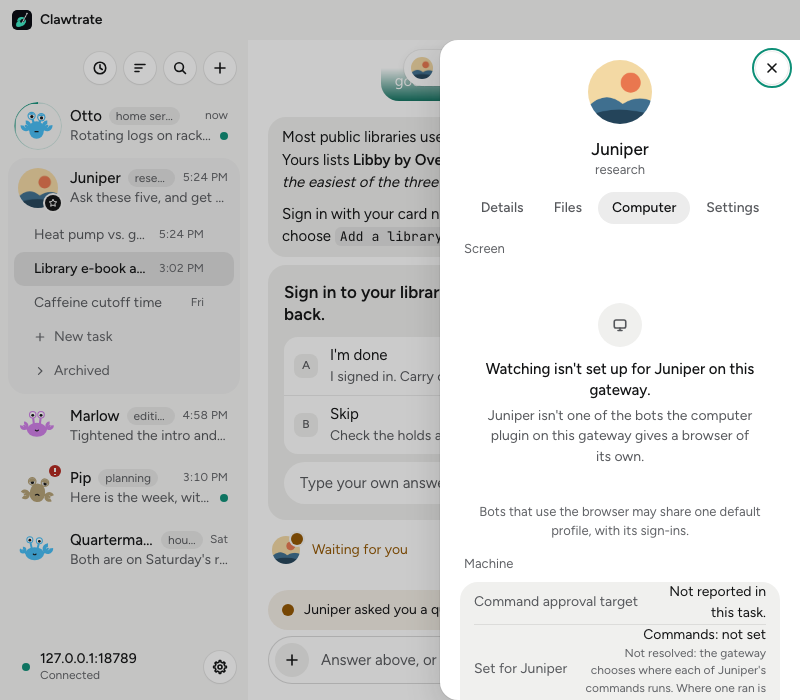 Clawtrate
Otto
home ser...
now
Rotating logs on rack...
Juniper
rese...
5:24 PM
Ask these five, and get ...
Heat pump vs. g...
5:24 PM
Library e-book a...
3:02 PM
Caffeine cutoff time
Fri
New task
Archived
Marlow
editi...
4:58 PM
Tightened the intro and...
Pip
planning
3:10 PM
Here is the week, wit...
Quarterma...
hou...
Sat
Both are on Saturday's r...
127.0.0.1:18789
Connected
Most public libraries use
Yours lists Libby by Ove
the easiest of the three
Sign in with your card n
choose Add a library
Sign in to your librar
back.
A
I'm done
I signed in. Carry
B
Skip
Check the holds a
Type your own answe
Waiting for you
Juniper asked you a q
Answer above, or
Juniper
research
Details
Files
Computer
Settings
Screen
Watching isn't set up for Juniper on this
gateway.
Juniper isn't one of the bots the computer
plugin on this gateway gives a browser of
its own.
Bots that use the browser may share one default
profile, with its sign-ins.
Machine
Command approval target
Not reported in
this task.
Set for Juniper
Commands: not set
Not resolved: the gateway
chooses where each of Juniper's
commands runs. Where one ran is